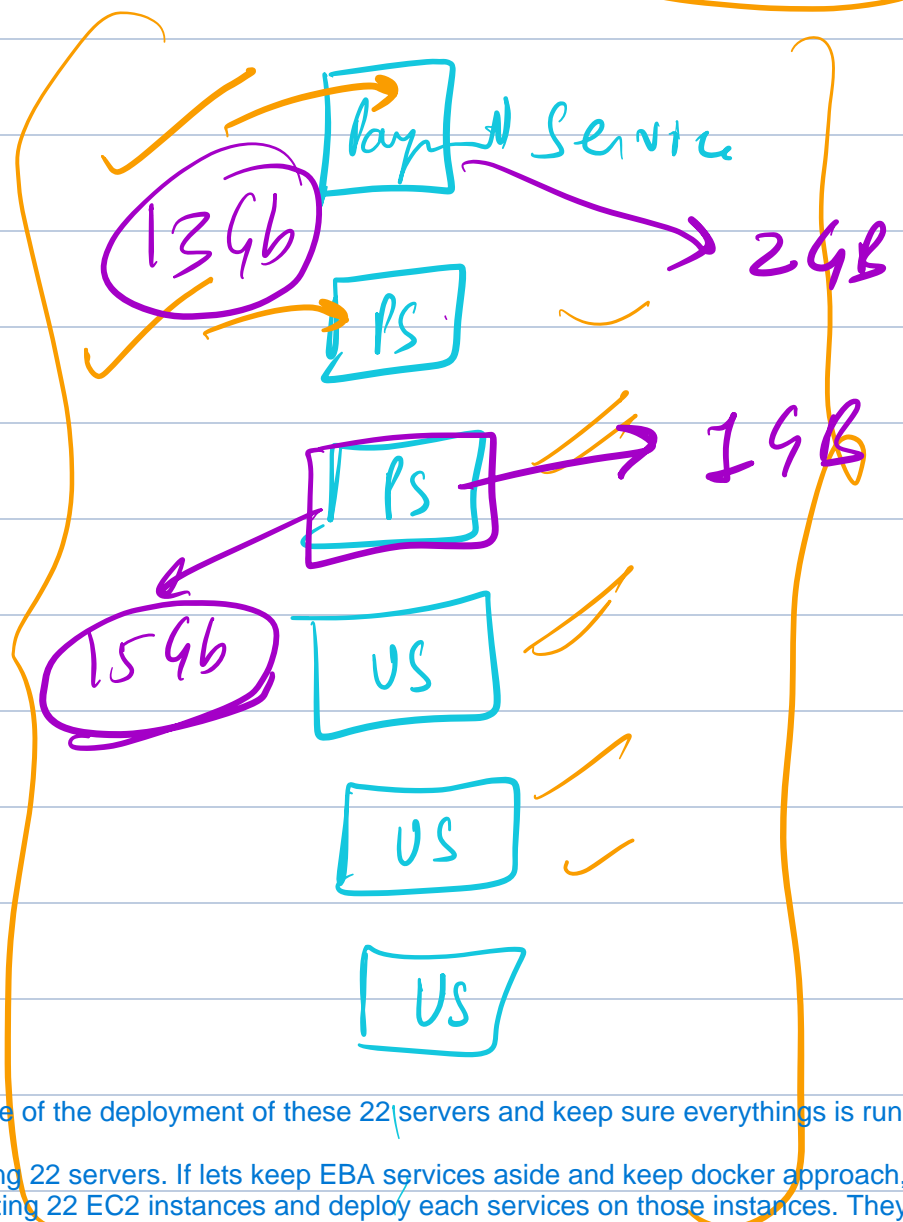 Paym Service
13Gb
2GB
PS
PS
1GB
15Gb
US
US
US
e of the deployment of these 22 servers and keep sure everythings is run
ng 22 servers. If lets keep EBA services aside and keep docker approach,
ting 22 EC2 instances and deploy each services on those instances. They